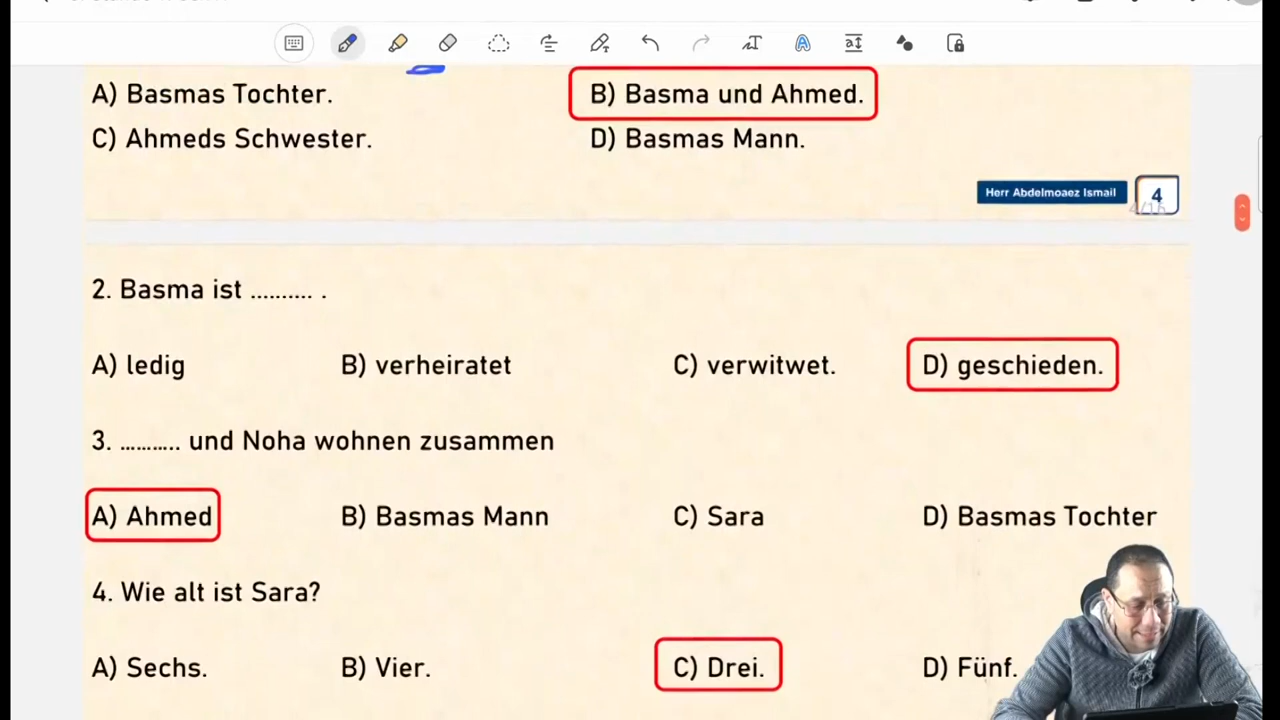 A) Basmas Tochter.
B) Basma und Ahmed.
C) Ahmeds Schwester.
D) Basmas Mann.
Herr Abdelmoaez Ismail
4
4/16
2. Basma ist .......... .
A) ledig
B) verheiratet
C) verwitwet.
D) geschieden.
3. ........... und Noha wohnen zusammen
A) Ahmed
B) Basmas Mann
C) Sara
D) Basmas Tochter
4. Wie alt ist Sara?
A) Sechs.
B) Vier.
C) Drei.
D) Fünf.